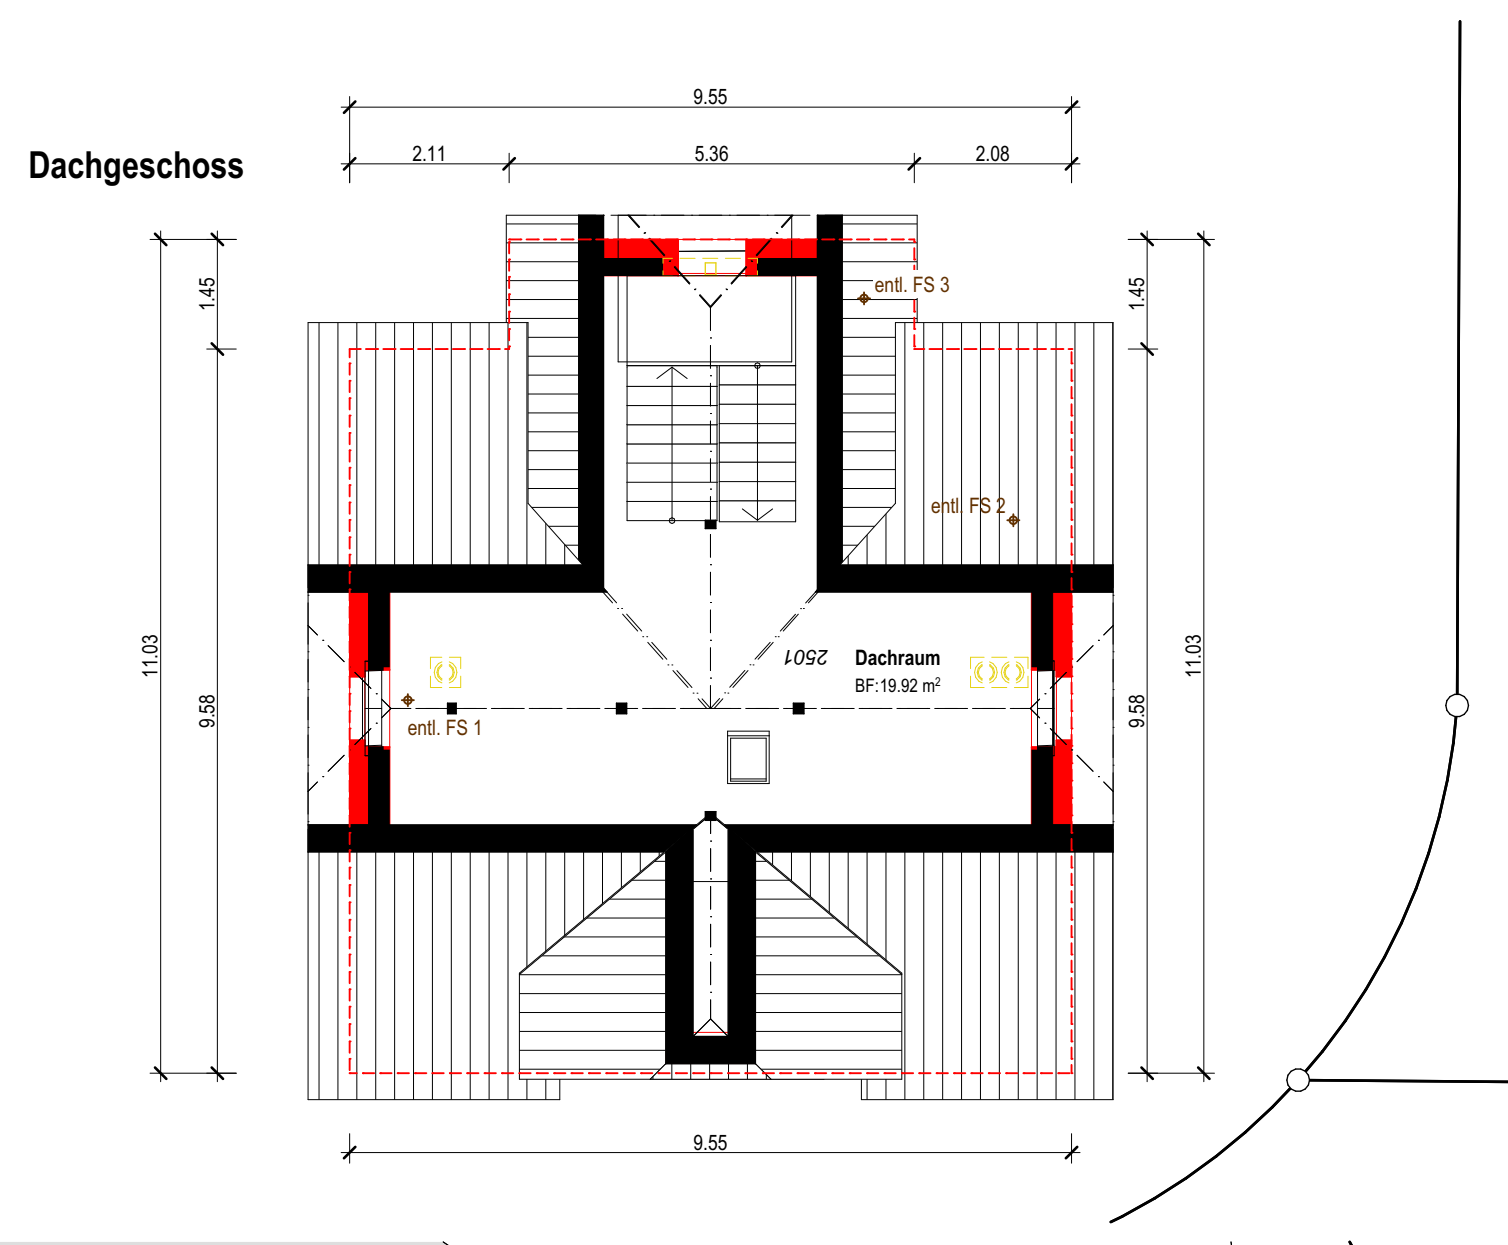 9.55
2.11 5.36 2.08
Dachgeschoss
1.45
1.45
entl. FS 3
entl. FS 2
11.03
9.58
2501
Dachraum
BF:19.92 m²
entl. FS 1
9.58
11.03
9.55